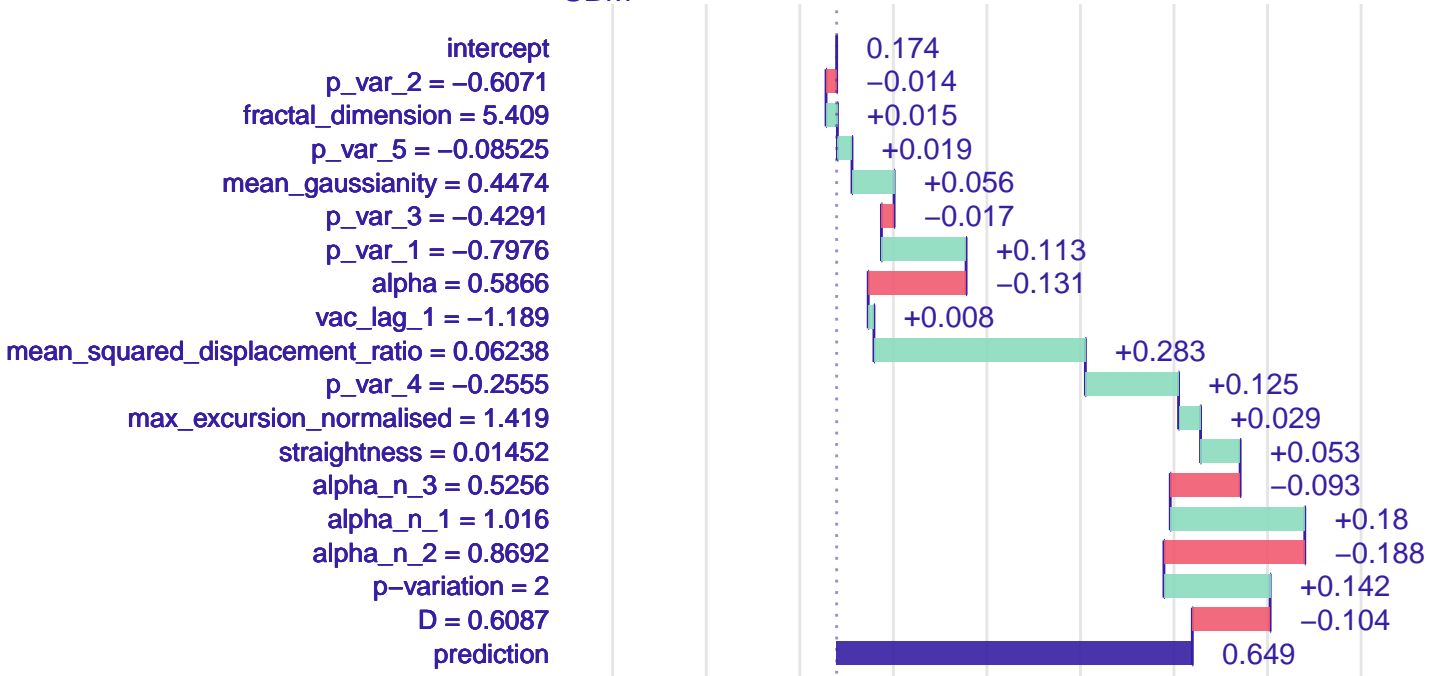 intercept 0.174
p_var_2 = −0.6071 −0.014
fractal_dimension = 5.409 +0.015
p_var_5 = −0.08525 +0.019
mean_gaussianity = 0.4474 +0.056
p_var_3 = −0.4291 −0.017
p_var_1 = −0.7976 +0.113
alpha = 0.5866 −0.131
vac_lag_1 = −1.189 +0.008
mean_squared_displacement_ratio = 0.06238 +0.283
p_var_4 = −0.2555 +0.125
max_excursion_normalised = 1.419 +0.029
straightness = 0.01452 +0.053
alpha_n_3 = 0.5256 −0.093
alpha_n_1 = 1.016 +0.18
alpha_n_2 = 0.8692 −0.188
p−variation = 2 +0.142
D = 0.6087 −0.104
prediction 0.649